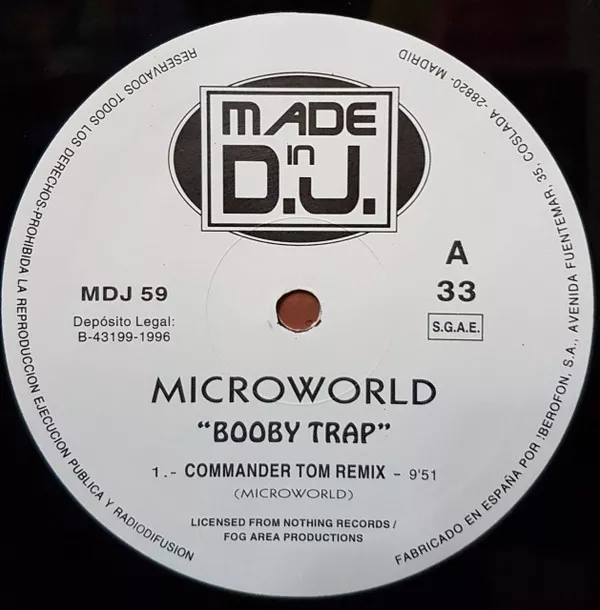 MADE
in
D.J.
A
MDJ 59
33
Depósito Legal:
B-43199-1996
S.G.A.E.
MICROWORLD
“BOOBY TRAP”
1.- COMMANDER TOM REMIX - 9'51
(MICROWORLD)
LICENSED FROM NOTHING RECORDS /
FOG AREA PRODUCTIONS
RESERVADOS TODOS LOS DERECHOS-PROHIBIDA LA REPRODUCCION EJECUCION PUBLICA Y RADIODIFUSION
FABRICADO EN ESPAÑA POR !BEROFON, S.A., AVENIDA FUENTEMAR, 35, COSLADA -28820- MADRID